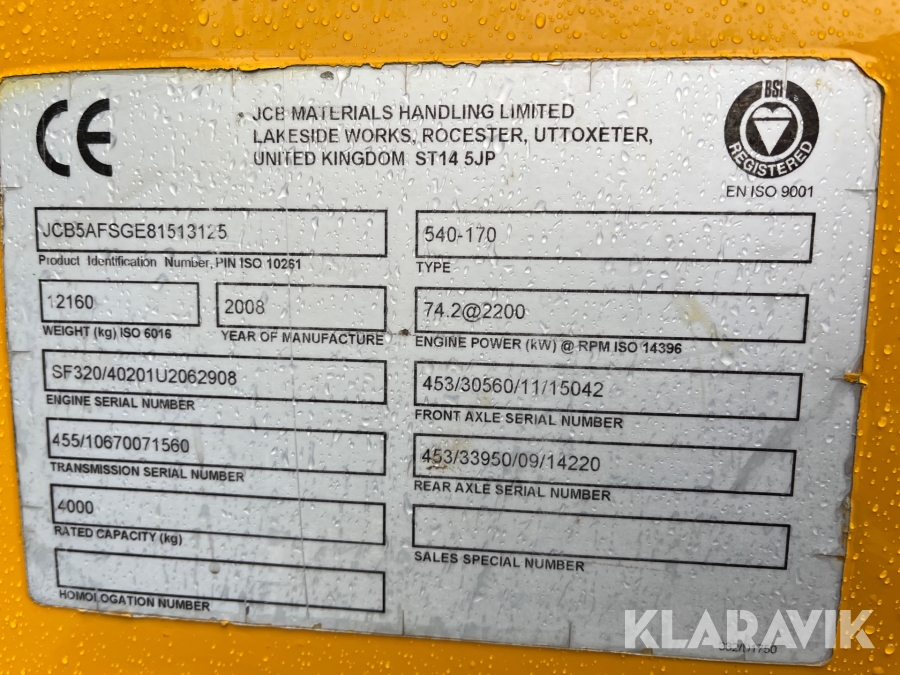 CE
JCB MATERIALS HANDLING LIMITED
LAKESIDE WORKS, ROCESTER, UTTOXETER,
UNITED KINGDOM ST14 5JP
BSI
REGISTERED
EN ISO 9001
JCB5AFSGE81513125
Product Identification Number, PIN ISO 10261
540-170
TYPE
12160
WEIGHT (kg) ISO 6016
2008
YEAR OF MANUFACTURE
74.2@2200
ENGINE POWER (kW) @ RPM ISO 14396
SF320/40201U2062908
ENGINE SERIAL NUMBER
453/30560/11/15042
FRONT AXLE SERIAL NUMBER
455/10670071560
TRANSMISSION SERIAL NUMBER
453/33950/09/14220
REAR AXLE SERIAL NUMBER
4000
RATED CAPACITY (kg)
SALES SPECIAL NUMBER
HOMOLOGATION NUMBER
KLARAVIK